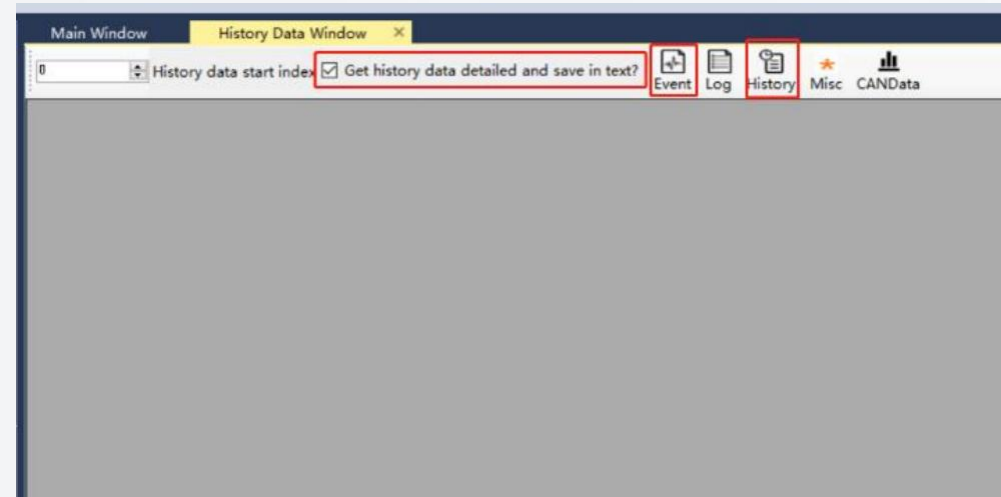 Main Window History Data Window ×
0 History data start index Get history data detailed and save in text? Event Log History Misc CANData